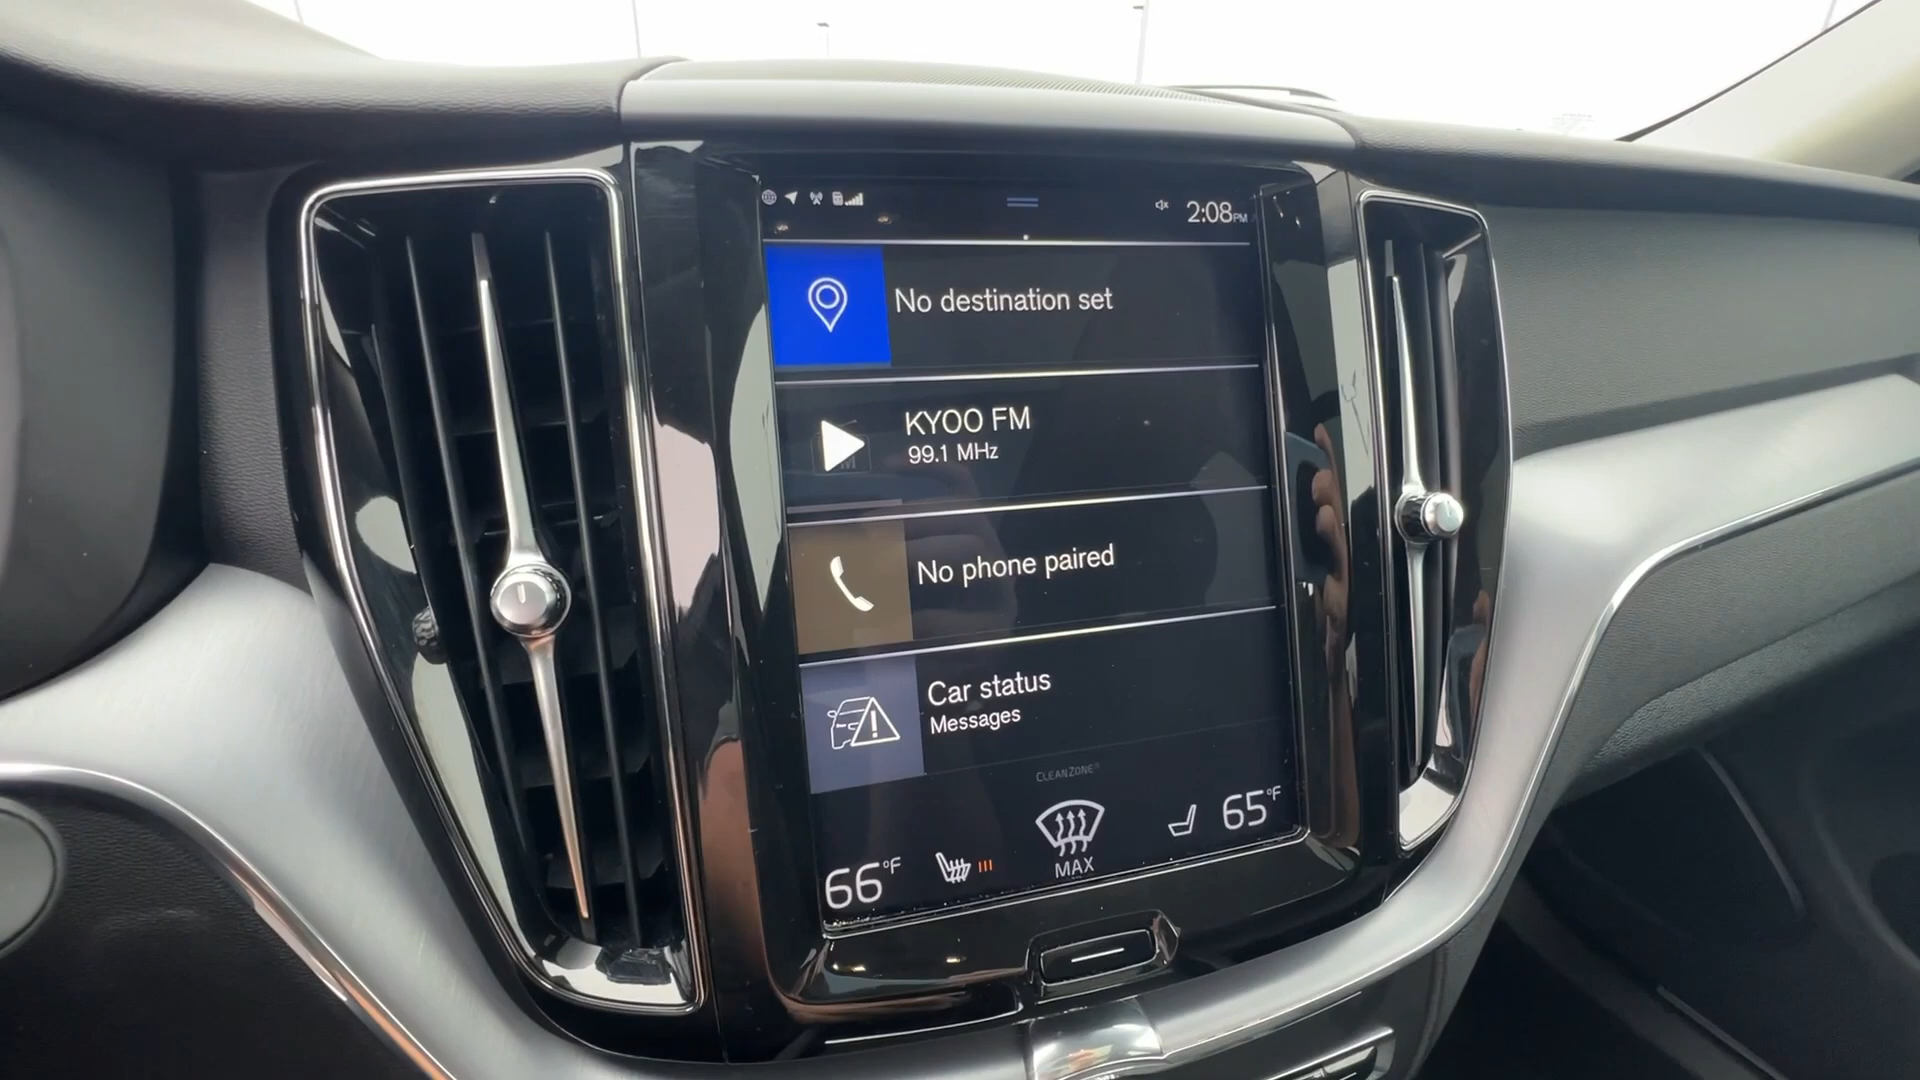 2:08PM
No destination set
KYOO FM
99.1 MHz
No phone paired
Car status
Messages
CLEANZONE®
66°F
MAX
65°F